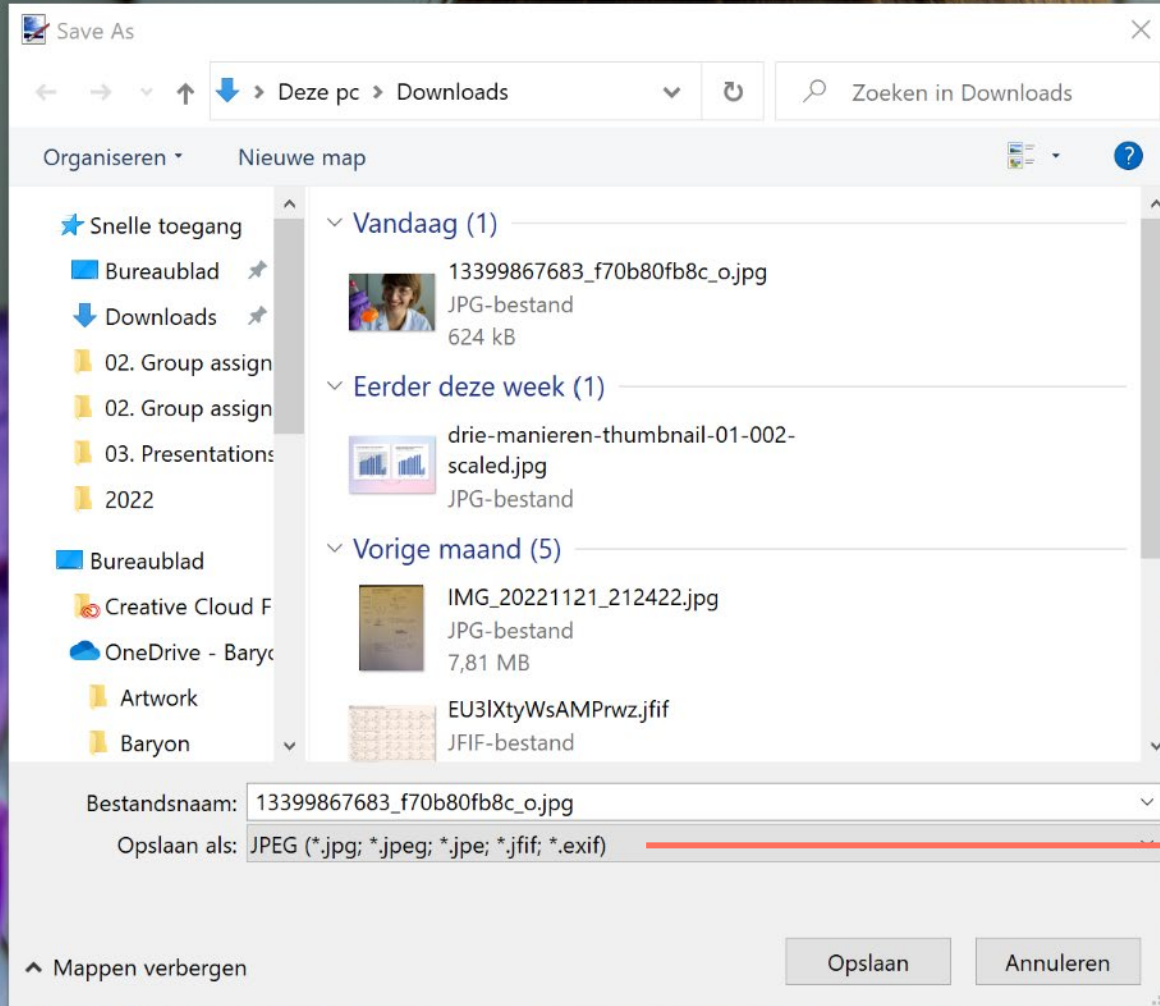 Save As
Deze pc > Downloads
Zoeken in Downloads
Organiseren
Nieuwe map
?
Snelle toegang
Bureaublad
Downloads
02. Group assign
02. Group assign
03. Presentations
2022
Bureaublad
Creative Cloud F
OneDrive - Baryo
Artwork
Baryon
Vandaag (1)
13399867683_f70b80fb8c_o.jpg
JPG-bestand
624 kB
Eerder deze week (1)
drie-manieren-thumbnail-01-002-
scaled.jpg
JPG-bestand
Vorige maand (5)
IMG_20221121_212422.jpg
JPG-bestand
7,81 MB
EU3lXtyWsAMPrwz.jfif
JFIF-bestand
Bestandsnaam: 13399867683_f70b80fb8c_o.jpg
Opslaan als: JPEG (*.jpg; *.jpeg; *.jpe; *.jfif; *.exif)
Mappen verbergen
Opslaan
Annuleren